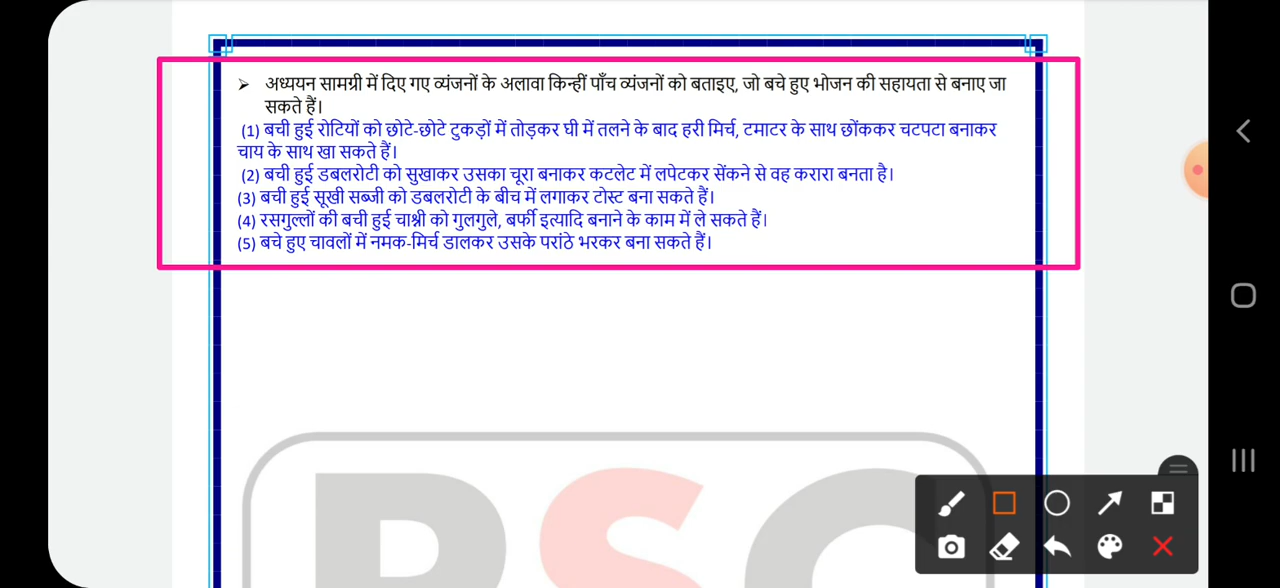 ➢ अध्ययन सामग्री में दिए गए व्यंजनों के अलावा किन्हीं पाँच व्यंजनों को बताइए, जो बचे हुए भोजन की सहायता से बनाए जा
सकते हैं।
(1) बची हुई रोटियों को छोटे-छोटे टुकड़ों में तोड़कर घी में तलने के बाद हरी मिर्च, टमाटर के साथ छोंककर चटपटा बनाकर
चाय के साथ खा सकते हैं।
(2) बची हुई डबलरोटी को सुखाकर उसका चूरा बनाकर कटलेट में लपेटकर सेंकने से वह करारा बनता है।
(3) बची हुई सूखी सब्जी को डबलरोटी के बीच में लगाकर टोस्ट बना सकते हैं।
(4) रसगुल्लों की बची हुई चाश्नी को गुलगुले, बर्फी इत्यादि बनाने के काम में ले सकते हैं।
(5) बचे हुए चावलों में नमक-मिर्च डालकर उसके परांठे भरकर बना सकते हैं।